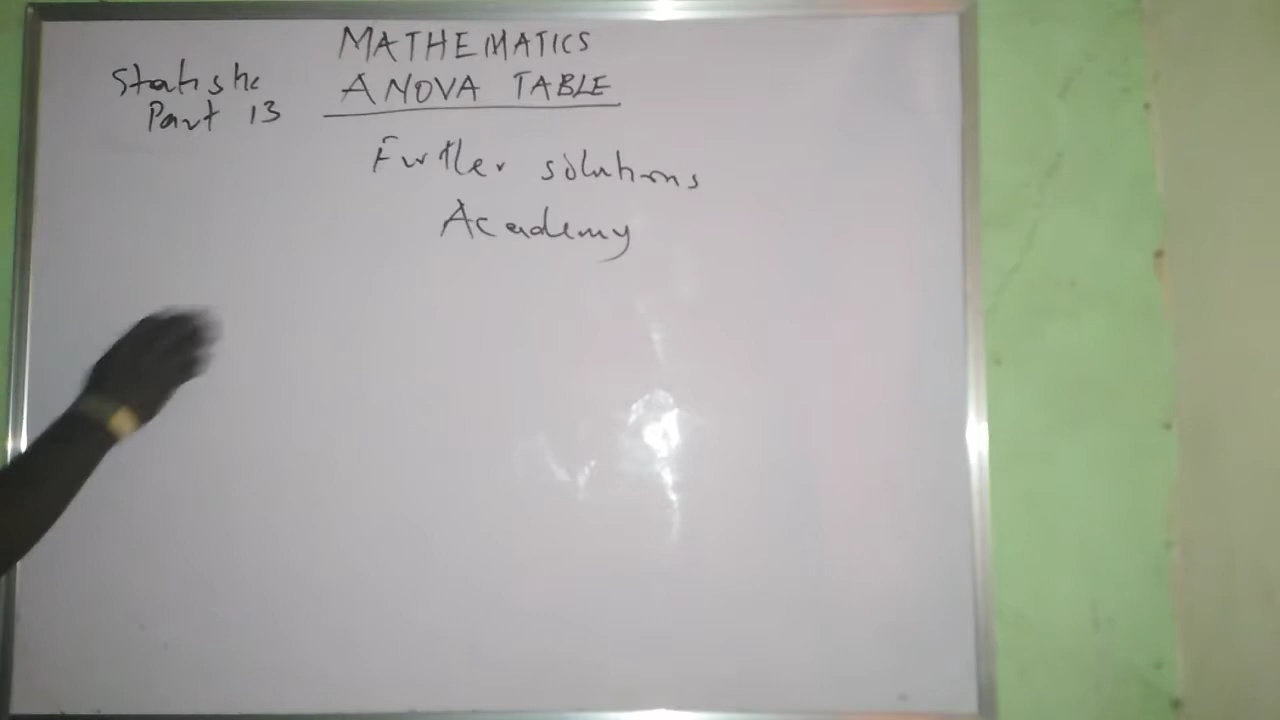 MATHEMATICS
ANOVA TABLE
Statistic
Part 13
Further solutions
Academy